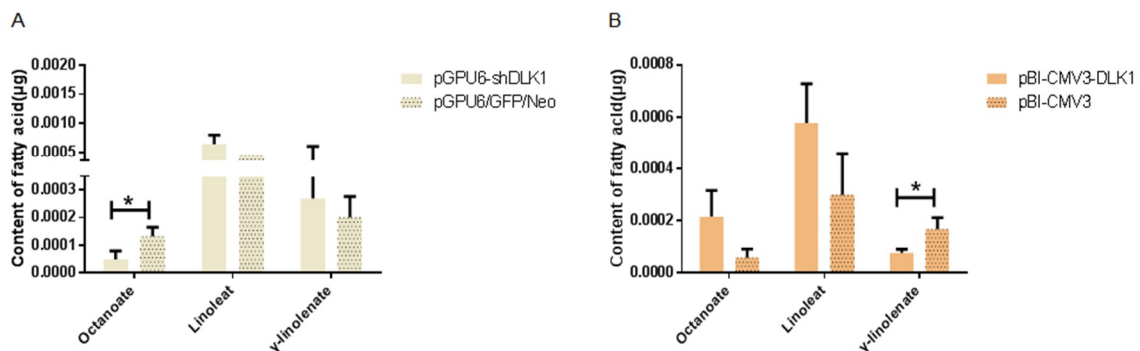 A
Content of fatty acid(μg)
0.0020
0.0015
0.0010
0.0005
0.0003
0.0002
0.0001
0.0000
*
Octanoate
Linoleat
γ-linolenate
pGPU6-shDLK1
pGPU6/GFP/Neo
B
Content of fatty acid(μg)
0.0008
0.0006
0.0004
0.0002
0.0000
*
Octanoate
Linoleat
γ-linolenate
pBI-CMV3-DLK1
pBI-CMV3